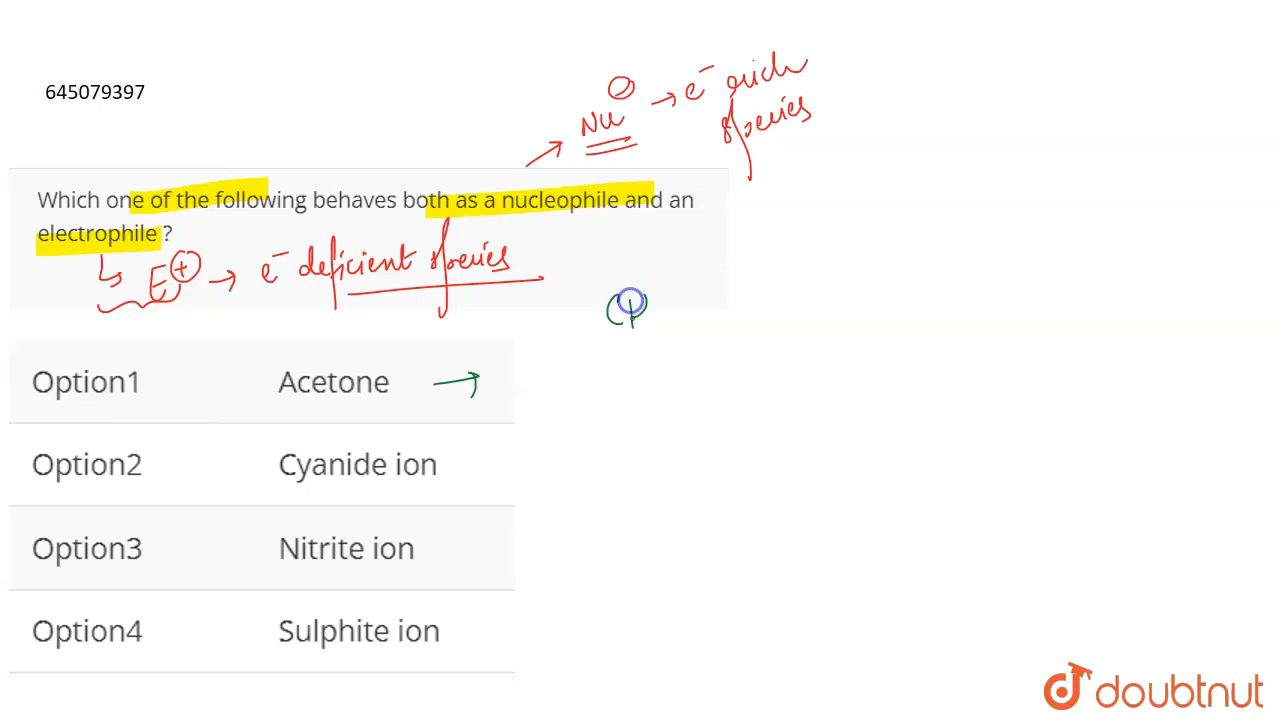 645079397
Nu⊖ → e⁻ rich
species
Which one of the following behaves both as a nucleophile and an
electrophile ?
↳ E⊕ → e⁻ deficient species
Option1 Acetone →
Option2 Cyanide ion
Option3 Nitrite ion
Option4 Sulphite ion
doubtnut